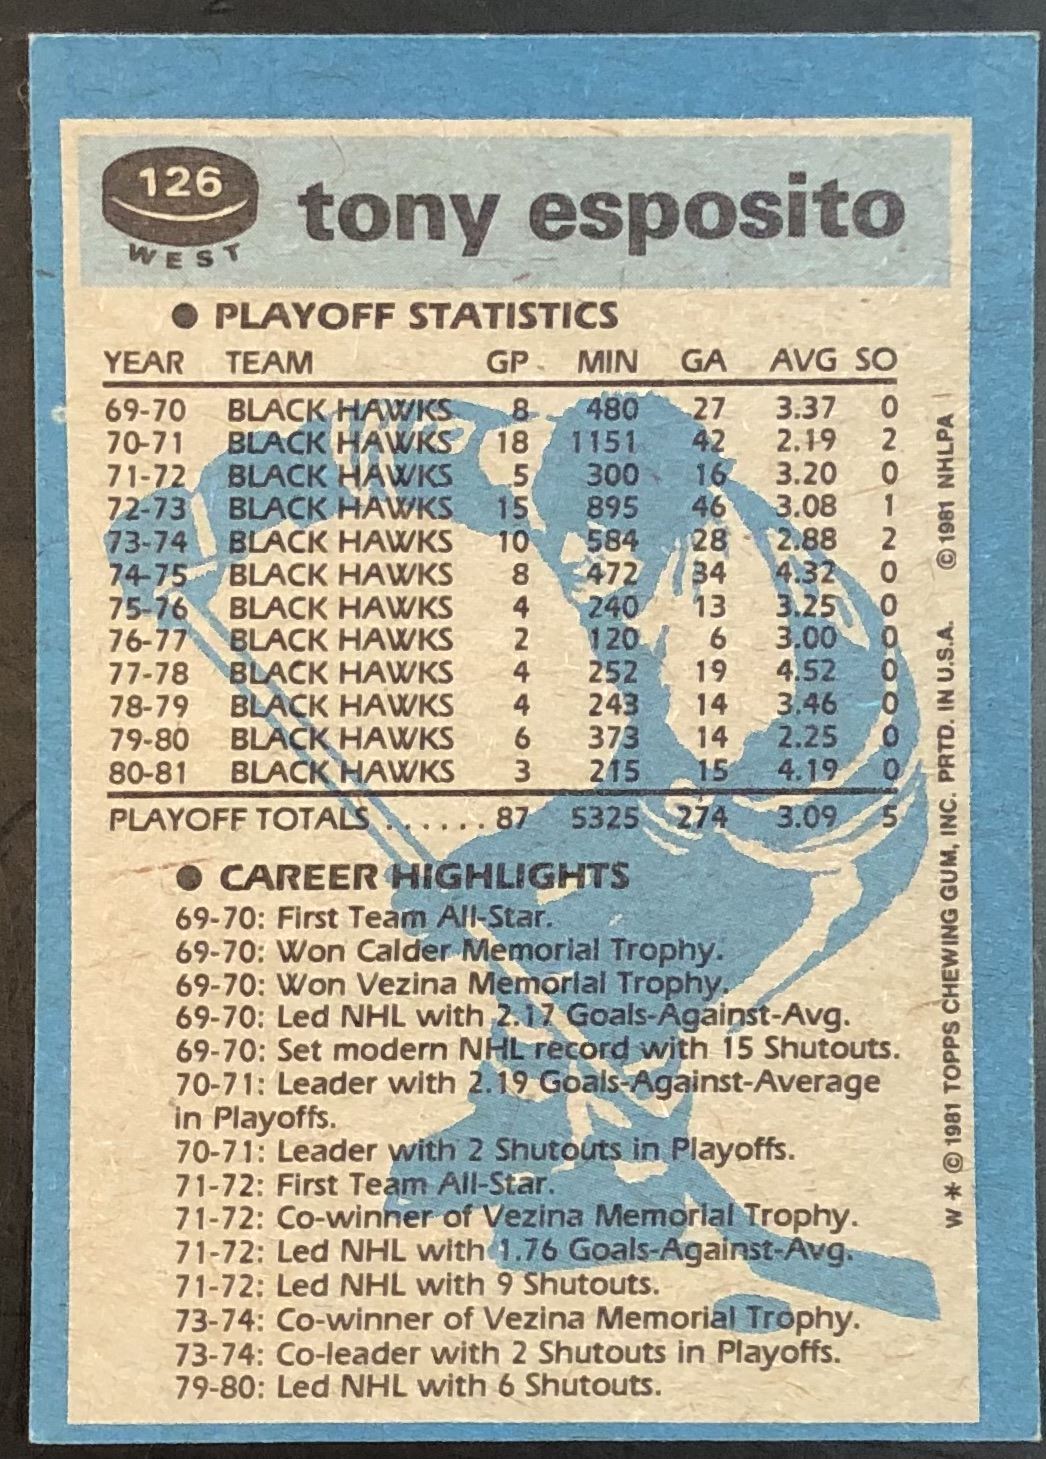 126
WEST
tony esposito
● PLAYOFF STATISTICS
YEAR TEAM GP MIN GA AVG SO
69-70 BLACK HAWKS 8 480 27 3.37 0
70-71 BLACK HAWKS 18 1151 42 2.19 2
71-72 BLACK HAWKS 5 300 16 3.20 0
72-73 BLACK HAWKS 15 895 46 3.08 1
73-74 BLACK HAWKS 10 584 28 2.88 2
74-75 BLACK HAWKS 8 472 34 4.32 0
75-76 BLACK HAWKS 4 240 13 3.25 0
76-77 BLACK HAWKS 2 120 6 3.00 0
77-78 BLACK HAWKS 4 252 19 4.52 0
78-79 BLACK HAWKS 4 243 14 3.46 0
79-80 BLACK HAWKS 6 373 14 2.25 0
80-81 BLACK HAWKS 3 215 15 4.19 0
PLAYOFF TOTALS ...... 87 5325 274 3.09 5
● CAREER HIGHLIGHTS
69-70: First Team All-Star.
69-70: Won Calder Memorial Trophy.
69-70: Won Vezina Memorial Trophy.
69-70: Led NHL with 2.17 Goals-Against-Avg.
69-70: Set modern NHL record with 15 Shutouts.
70-71: Leader with 2.19 Goals-Against-Average
in Playoffs.
70-71: Leader with 2 Shutouts in Playoffs.
71-72: First Team All-Star.
71-72: Co-winner of Vezina Memorial Trophy.
71-72: Led NHL with 1.76 Goals-Against-Avg.
71-72: Led NHL with 9 Shutouts.
73-74: Co-winner of Vezina Memorial Trophy.
73-74: Co-leader with 2 Shutouts in Playoffs.
79-80: Led NHL with 6 Shutouts.
W * © 1981 TOPPS CHEWING GUM, INC. PRTD. IN U.S.A. © 1981 NHLPA